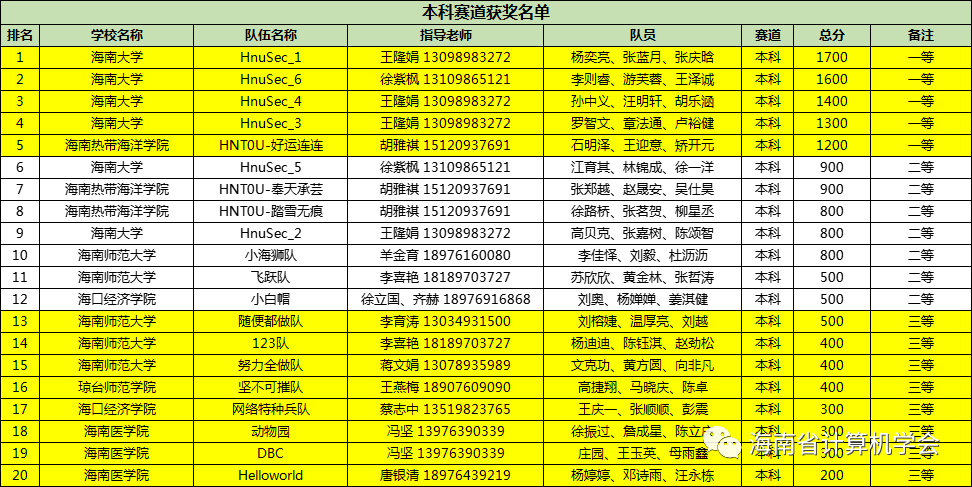 本科赛道获奖名单
排名 学校名称 队伍名称 指导老师 队员 赛道 总分 备注
1 海南大学 HnuSec_1 王隆娟 13098983272 杨奕亮、张蓝月、张庆晗 本科 1700 一等
2 海南大学 HnuSec_6 徐紫枫 13109865121 李则睿、游芙蓉、王泽诚 本科 1600 一等
3 海南大学 HnuSec_4 王隆娟 13098983272 孙中义、汪明轩、胡乐涵 本科 1400 一等
4 海南大学 HnuSec_3 王隆娟 13098983272 罗智文、章法通、卢裕健 本科 1300 一等
5 海南热带海洋学院 HNT0U-好运连连 胡雅祺 15120937691 石明泽、王迎意、矫开元 本科 1200 一等
6 海南大学 HnuSec_5 徐紫枫 13109865121 江育其、林锦成、徐一洋 本科 900 二等
7 海南热带海洋学院 HNT0U-奉天承芸 胡雅祺 15120937691 张郑越、赵晟安、吴仕昊 本科 900 二等
8 海南热带海洋学院 HNT0U-踏雪无痕 胡雅祺 15120937691 徐路桥、张茗贺、柳星丞 本科 800 二等
9 海南大学 HnuSec_2 王隆娟 13098983272 高贝克、张嘉树、陈颂智 本科 800 二等
10 海南师范大学 小海狮队 羊金育 18976160080 李佳怿、刘毅、杜沥沥 本科 800 二等
11 海南师范大学 飞跃队 李喜艳 18189703727 苏欣欣、黄金林、张哲涛 本科 500 二等
12 海口经济学院 小白帽 徐立国、齐赫 18976916868 刘奥、杨婵婵、姜淇健 本科 500 二等
13 海南师范大学 随便都做队 李育涛 13034931500 刘榕婕、温厚亮、刘越 本科 500 三等
14 海南师范大学 123队 李喜艳 18189703727 杨迪迪、陈钰淇、赵劲松 本科 400 三等
15 海南师范大学 努力全做队 蒋文娟 13078935989 文克功、黄方圆、向非凡 本科 400 三等
16 琼台师范学院 坚不可摧队 王燕梅 18907609090 高捷翔、马晓庆、陈卓 本科 400 三等
17 海口经济学院 网络特种兵队 蔡志中 13519823765 王庆一、张顺顺、彭震 本科 300 三等
18 海南医学院 动物园 冯坚 13976390339 徐振过、詹成星、陈立 本科 300 三等
19 海南医学院 DBC 冯坚 13976390339 庄园、王玉英、母雨鑫 三等
20 海南医学院 Helloworld 唐银清 18976439219 杨婷婷、邓诗雨、汪永栋 本科 200 三等
海南省计算机学会